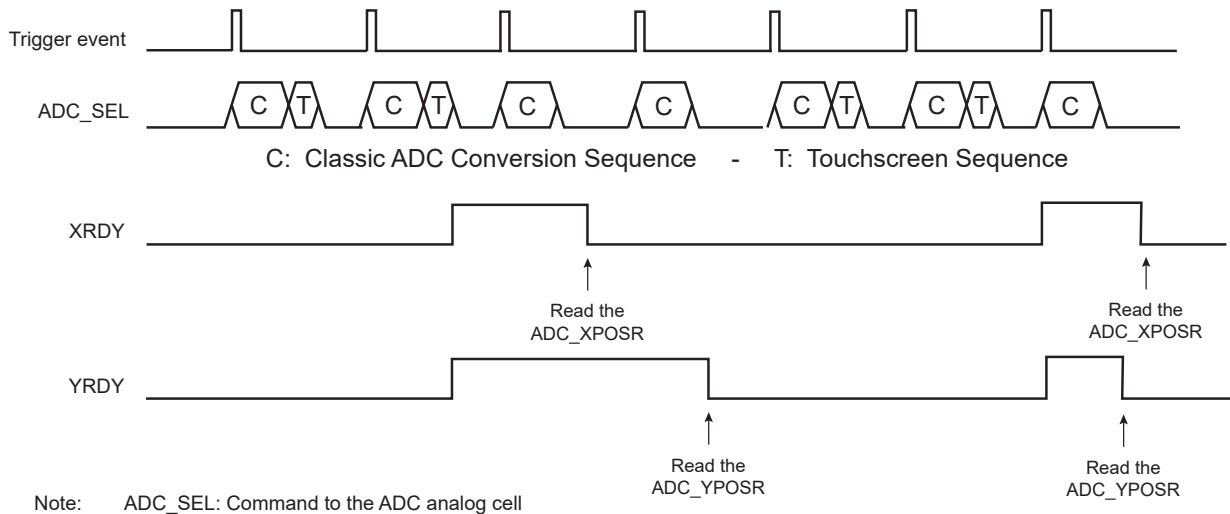 Trigger event
ADC_SEL
C T C T C C C T C T C
C: Classic ADC Conversion Sequence - T: Touchscreen Sequence
XRDY
Read the
ADC_XPOSR
Read the
ADC_XPOSR
YRDY
Read the
ADC_YPOSR
Read the
ADC_YPOSR
Note: ADC_SEL: Command to the ADC analog cell